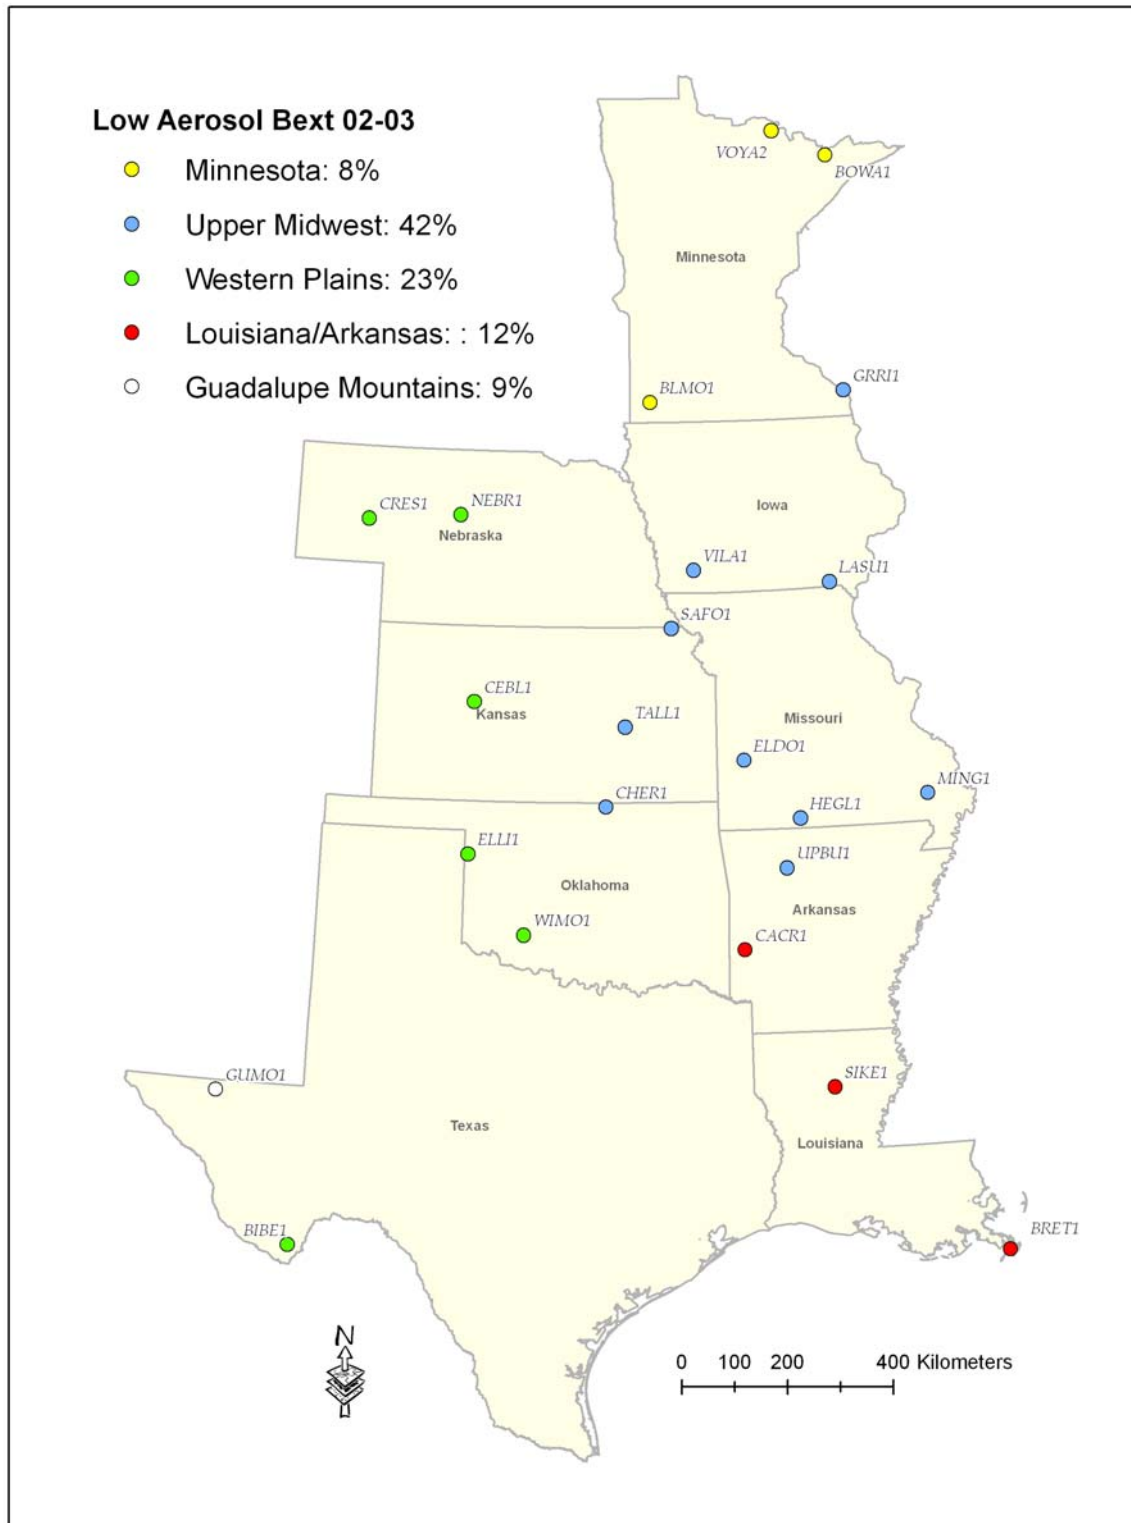 Low Aerosol Bext 02-03
Minnesota: 8%
Upper Midwest: 42%
Western Plains: 23%
Louisiana/Arkansas: : 12%
Guadalupe Mountains: 9%
VOYA2
BOWA1
Minnesota
GRRI1
BLMO1
CRES1
NEBR1
Nebraska
Iowa
VILA1
LASU1
SAFO1
CEBL1
Kansas
TALL1
Missouri
ELDO1
MING1
CHER1
HEGL1
ELLI1
UPBU1
Oklahoma
Arkansas
WIMO1
CACR1
GUMO1
SIKE1
Texas
Louisiana
BIBE1
BRET1
N
0 100 200 400 Kilometers